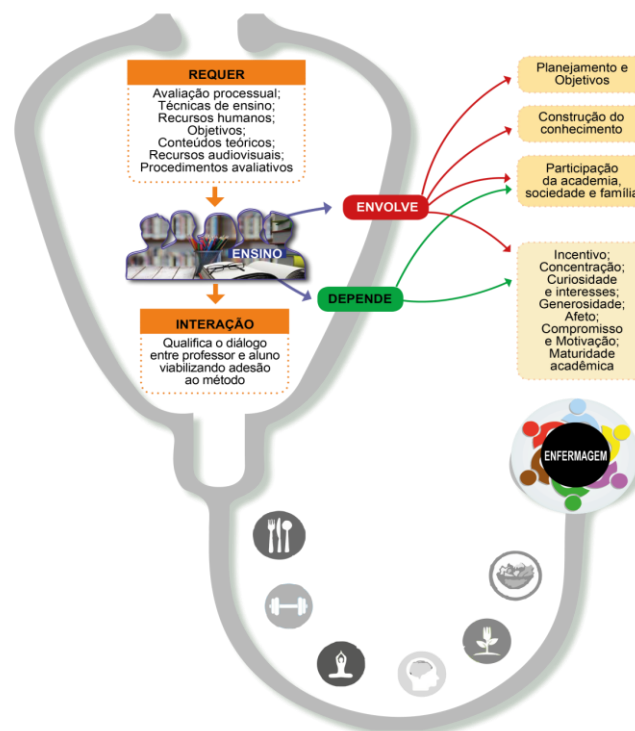 REQUER
Avaliação processual;
Técnicas de ensino;
Recursos humanos;
Objetivos;
Conteúdos teóricos;
Recursos audiovisuais;
Procedimentos avaliativos
ENSINO
INTERAÇÃO
Qualifica o diálogo
entre professor e aluno
viabilizando adesão
ao método
ENVOLVE
DEPENDE
Planejamento e
Objetivos
Construção do
conhecimento
Participação
da academia,
sociedade e família
Incentivo;
Concentração;
Curiosidade
e interesses;
Generosidade;
Afeto;
Compromisso
e Motivação;
Maturidade
acadêmica
ENFERMAGEM